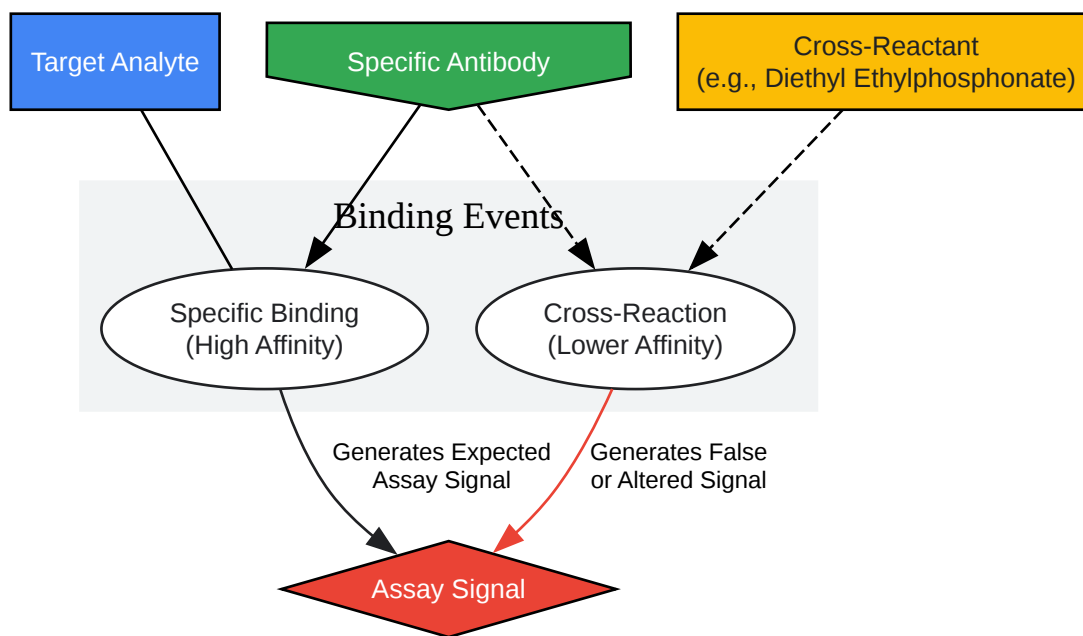 Target Analyte
Specific Antibody
Cross-Reactant
(e.g., Diethyl Ethylphosphonate)
Binding Events
Specific Binding
(High Affinity)
Cross-Reaction
(Lower Affinity)
Generates Expected
Assay Signal
Generates False
or Altered Signal
Assay Signal